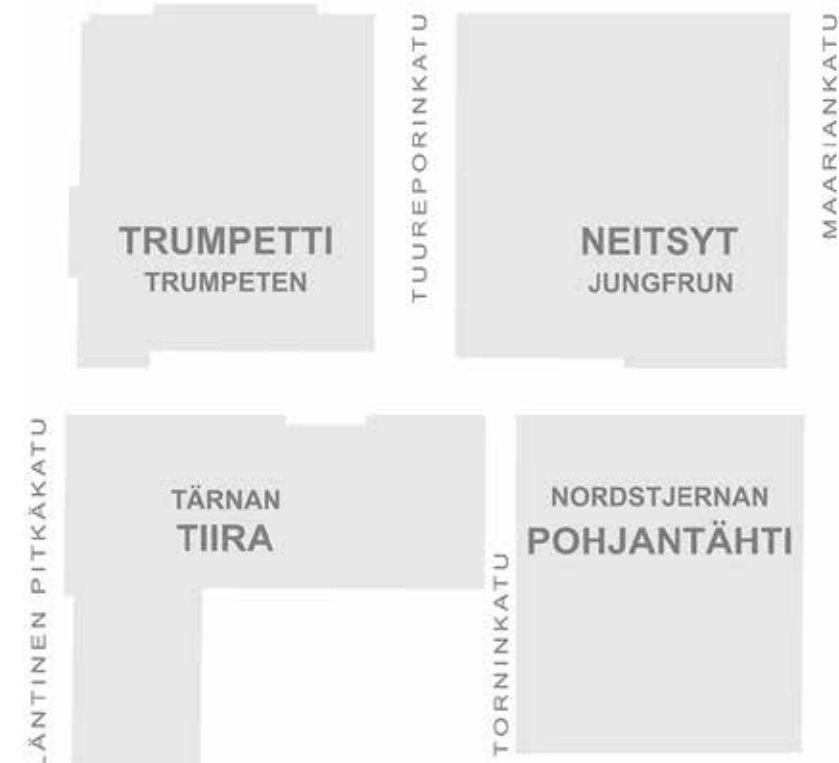 TUUREPORINKATU
MAARIANKATU
TRUMPETTI
TRUMPETEN
NEITSYT
JUNGFRUN
LÄNTINEN PITKÄKATU
TÄRNAN
TIIRA
NORDSTJERNAN
POHJANTÄHTI
TORNINKATU